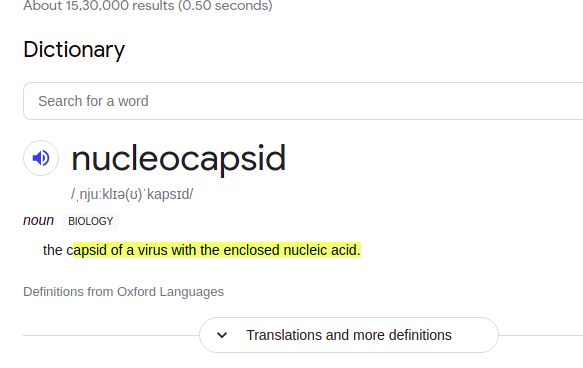 About 15,30,000 results (0.50 seconds)
Dictionary
Search for a word
nucleocapsid
/ˌnjuːklɪə(ʊ)ˈkapsɪd/
noun BIOLOGY
the capsid of a virus with the enclosed nucleic acid.
Definitions from Oxford Languages
Translations and more definitions